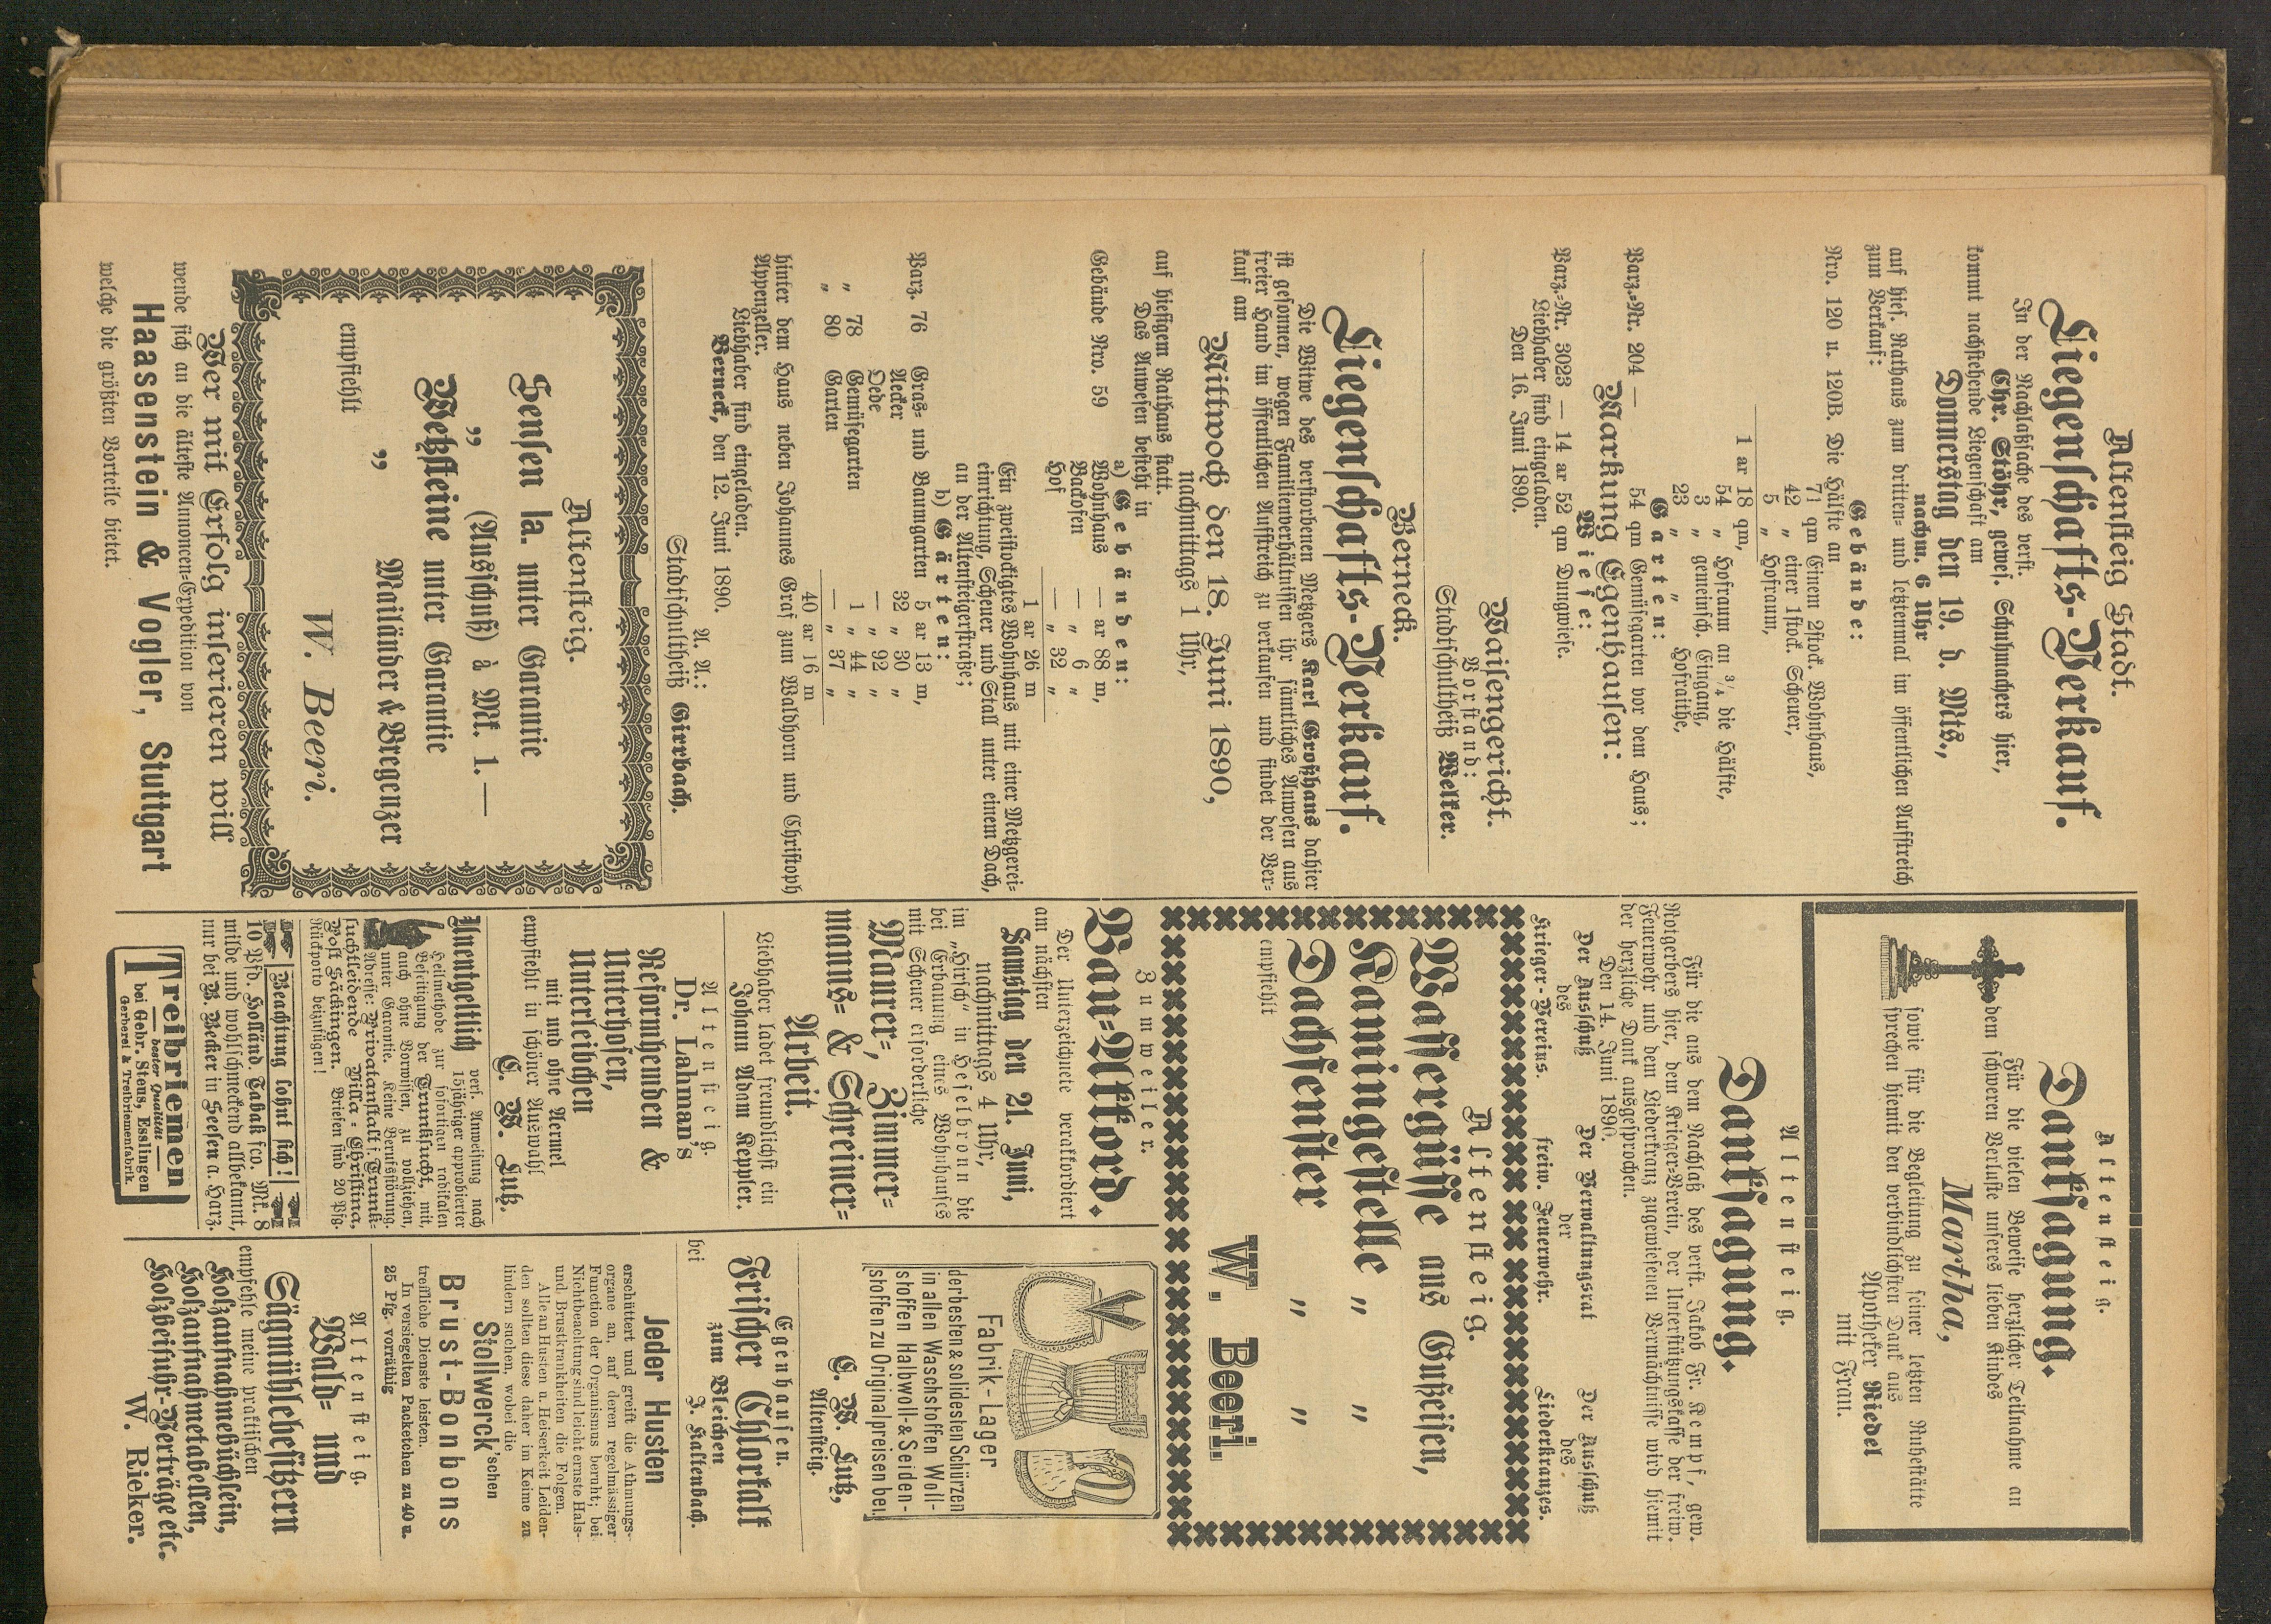 Altensteig Stadt.
Liegenschafts-Verkauf.
In der Nachlaßsache des verst.
Chr. Stöhr, gewes. Schuhmachers hier,
kommt nachstehende Liegenschaft am
Donnerstag den 19. d. Mts.,
nachm. 6 Uhr
auf hies. Rathaus zum dritten- und letztenmal im öffentlichen Aufstreich
zum Verkauf:
Gebäude:
Nro. 120 u. 120B. Die Hälfte an
71 qm Einem 2stock. Wohnhaus,
42 „ einer 1stock. Scheuer,
5 „ Hofraum,
1 ar 18 qm,
54 „ Hofraum an ¾ die Hälfte,
3 „ gemeinsch. Eingang,
23 „ „ Hofraithe,
Garten:
Parz.-Nr. 204 — 54 qm Gemüsegarten vor dem Haus;
Markung Egenhausen:
Wiese:
Parz.-Nr. 3023 — 14 ar 52 qm Dungwiese.
Liebhaber sind eingeladen.
Den 16. Juni 1890.
Waisengericht.
Vorstand:
Stadtschultheiß Welker.
Berneck.
Liegenschafts-Verkauf.
Die Witwe des verstorbenen Metzgers Karl Großhans dahier
ist gesonnen, wegen Familienverhältnissen ihr sämtliches Anwesen aus
freier Hand im öffentlichen Aufstreich zu verkaufen und findet der Ver-
kauf am
Mittwoch den 18. Juni 1890,
nachmittags 1 Uhr,
auf hiesigem Rathaus statt.
Das Anwesen besteht in
a) Gebäuden:
Gebäude Nro. 59 Wohnhaus — ar 88 m,
Backofen — „ 6 „
Hof — „ 32 „
1 ar 26 m
Ein zweistockigtes Wohnhaus mit einer Metzgerei-
einrichtung, Scheuer und Stall unter einem Dach,
an der Altensteigerstraße;
b) Gärten:
Parz. 76 Gras- und Baumgarten 5 ar 13 m,
Aecker 32 „ 30 „
Oede — „ 92 „
„ 78 Gemüsegarten 1 „ 44 „
„ 80 Garten — „ 37 „
40 ar 16 m
hinter dem Haus neben Johannes Graf zum Waldhorn und Christoph
Appenzeller.
Liebhaber sind eingeladen.
Berneck, den 12. Juni 1890.
A. A.:
Stadtschultheiß Girrbach.
Altensteig.
Sensen Ia. unter Garantie
„ (Ausschuß) à Mk. 1.—
Wetzsteine unter Garantie
„ Mailänder & Bregenzer
empfiehlt
W. Beeri.
Wer mit Erfolg inserieren will
wende sich an die älteste Annoncen-Expedition von
Haasenstein & Vogler, Stuttgart
welche die größten Vorteile bietet.
Altensteig.
Danksagung.
Für die vielen Beweise herzlicher Teilnahme an
dem schweren Verluste unseres lieben Kindes
Martha,
sowie für die Begleitung zu seiner letzten Ruhestätte
sprechen hiemit den verbindlichsten Dank aus
Apotheker Riedel
mit Frau.
Altensteig.
Danksagung.
Für die aus dem Nachlaß des verst. Jakob Fr. Kempf, gew.
Rotgerbers hier, dem Krieger-Verein, der Unterstützungskasse der freiw.
Feuerwehr und dem Liederkranz zugewiesenen Vermächtnisse wird hiemit
der herzliche Dank ausgesprochen.
Den 14. Juni 1890.
Der Ausschuß Der Verwaltungsrat Der Ausschuß
des der des
Krieger-Vereins. freiw. Feuerwehr. Liederkranzes.
Altensteig.
Wassergüsse aus Gußeisen,
Kamingestelle „ „
Dachfenster „ „
empfiehlt
W. Beeri.
Zumweiler.
Bau-Akkord.
Der Unterzeichnete verakkordiert
am nächsten
Samstag den 21. Juni,
nachmittags 4 Uhr,
im „Hirsch“ in Heselbronn die
bei Erbauung eines Wohnhauses
mit Scheuer erforderliche
Maurer-, Zimmer-
manns- & Schreiner-
Arbeit.
Liebhaber ladet freundlichst ein
Johann Adam Keppler.
Altensteig.
Dr. Lahman's
Reformhemden &
Unterhosen,
Unterleibchen
mit und ohne Aermel
empfiehlt in schöner Auswahl
C. W. Lutz.
Unentgeltlich vers. Anweisung nach
15jähriger approbierter
Heilmethode zur sofortigen radikalen
Beseitigung der Trunksucht, mit,
auch ohne Vorwissen, zu vollziehen,
unter Garantie. Keine Berufsstörung.
Adresse: Privatanstalt f. Trunk-
suchtleidende Villa-Christina,
Post Säckingen. Briefen sind 20 Pfg.
Rückporto beizufügen!
Beachtung lohnt sich!
10 Pfd. Holländ. Tabak fco. Mk. 8
milde und wohlschmeckend allbekannt,
nur bei B. Becker in Seesen a. Harz.
Treibriemen
bester Qualität
bei Gebr. Steus, Esslingen
Gerberei & Treibriemenfabrik.
Fabrik-Lager
der besten & solidesten Schürzen
in allen Waschstoffen Woll-
stoffen Halbwoll- & Seiden-
stoffen zu Originalpreisen bei
C. W. Lutz,
Altensteig.
Egenhausen.
Frischer Chlorkalk
zum Bleichen
bei J. Kaltenbach.
Jeder Husten
erschüttert und greift die Athmungs-
organe an, auf deren regelmässiger
Function der Organismus beruht; bei
Nichtbeachtung sind leicht ernste Hals-
und Brustkrankheiten die Folgen.
Alle an Husten u. Heiserkeit Leiden-
den sollten diese daher im Keime zu
lindern suchen, wobei die
Stollwerck'schen
Brust-Bonbons
treffliche Dienste leisten.
In versiegelten Packetchen zu 40 u.
25 Pfg. vorräthig
Altensteig.
Wald- und
Sägmühlebesitzern
empfehle meine praktischen
Holzaufnahmebüchlein,
Holzaufnahmetabellen,
Holzbeifuhr-Verträge etc.
W. Rieker.